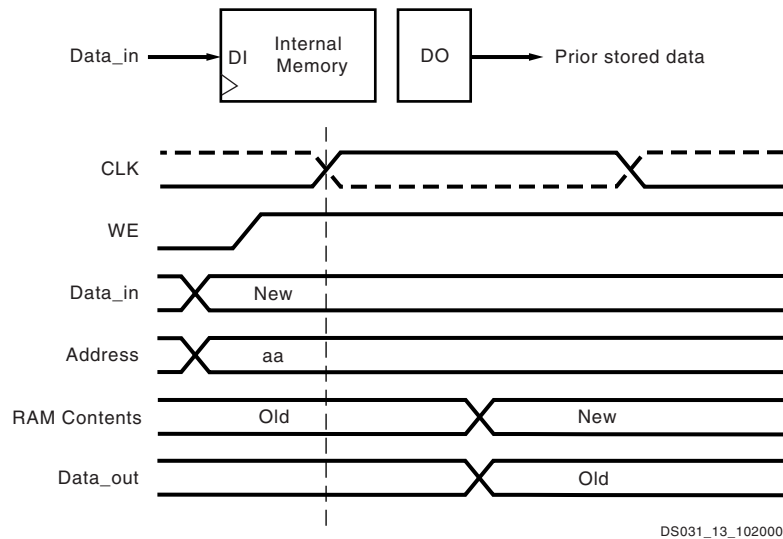 Data_in
DI
Internal
Memory
DO
Prior stored data
CLK
WE
Data_in
New
Address
aa
RAM Contents
Old
New
Data_out
Old
DS031_13_102000